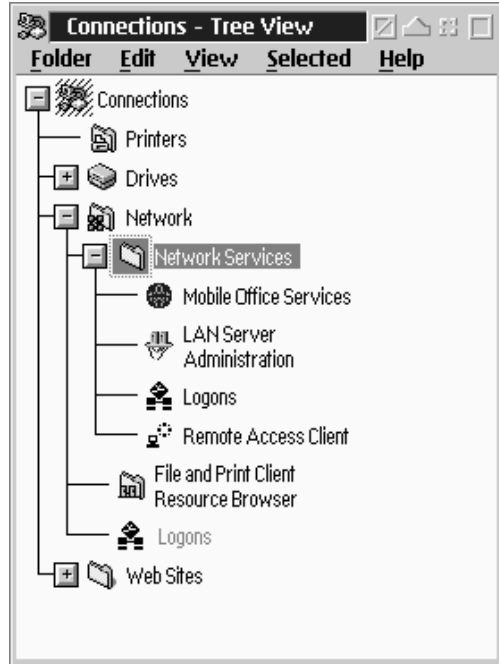 Connections - Tree View
Folder Edit View Selected Help
Connections
Printers
Drives
Network
Network Services
Mobile Office Services
LAN Server
Administration
Logons
Remote Access Client
File and Print Client
Resource Browser
Logons
Web Sites